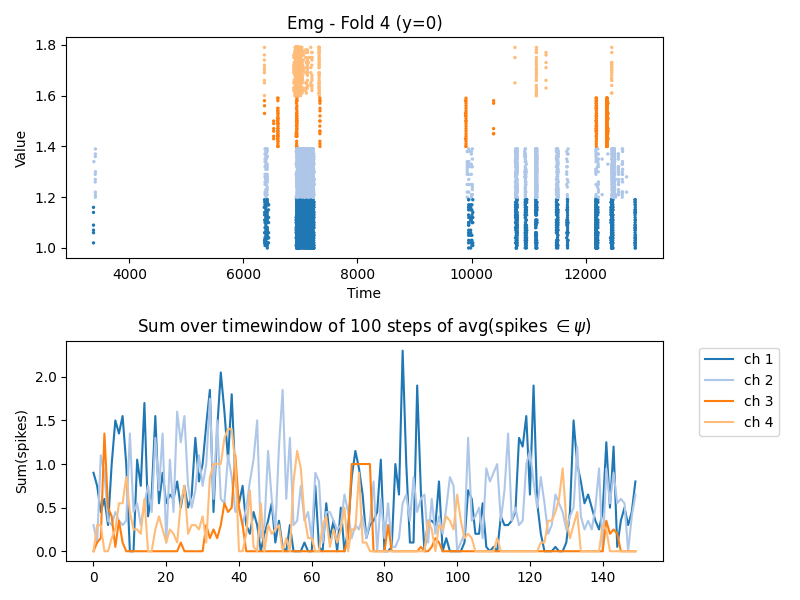 Emg - Fold 4 (y=0)
1.8
1.6
1.4
1.2
1.0
Value
4000 6000 8000 10000 12000
Time
Sum over timewindow of 100 steps of avg(spikes ∈ ψ)
2.0
1.5
1.0
0.5
0.0
Sum(spikes)
0 20 40 60 80 100 120 140
ch 1
ch 2
ch 3
ch 4